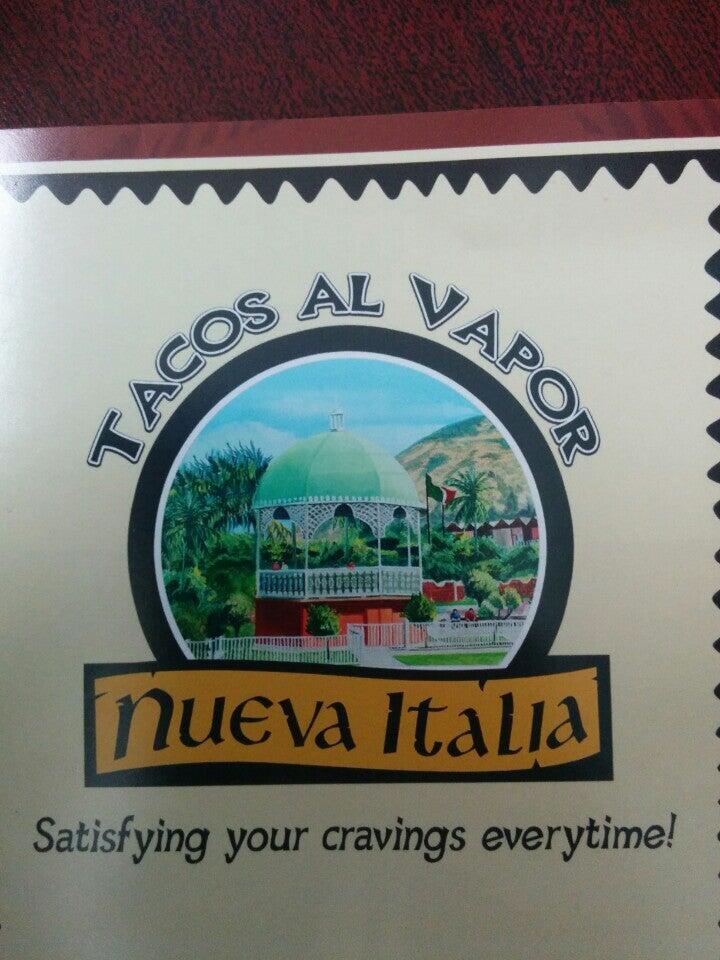 TACOS AL VAPOR
Nueva Italia
Satisfying your cravings everytime!